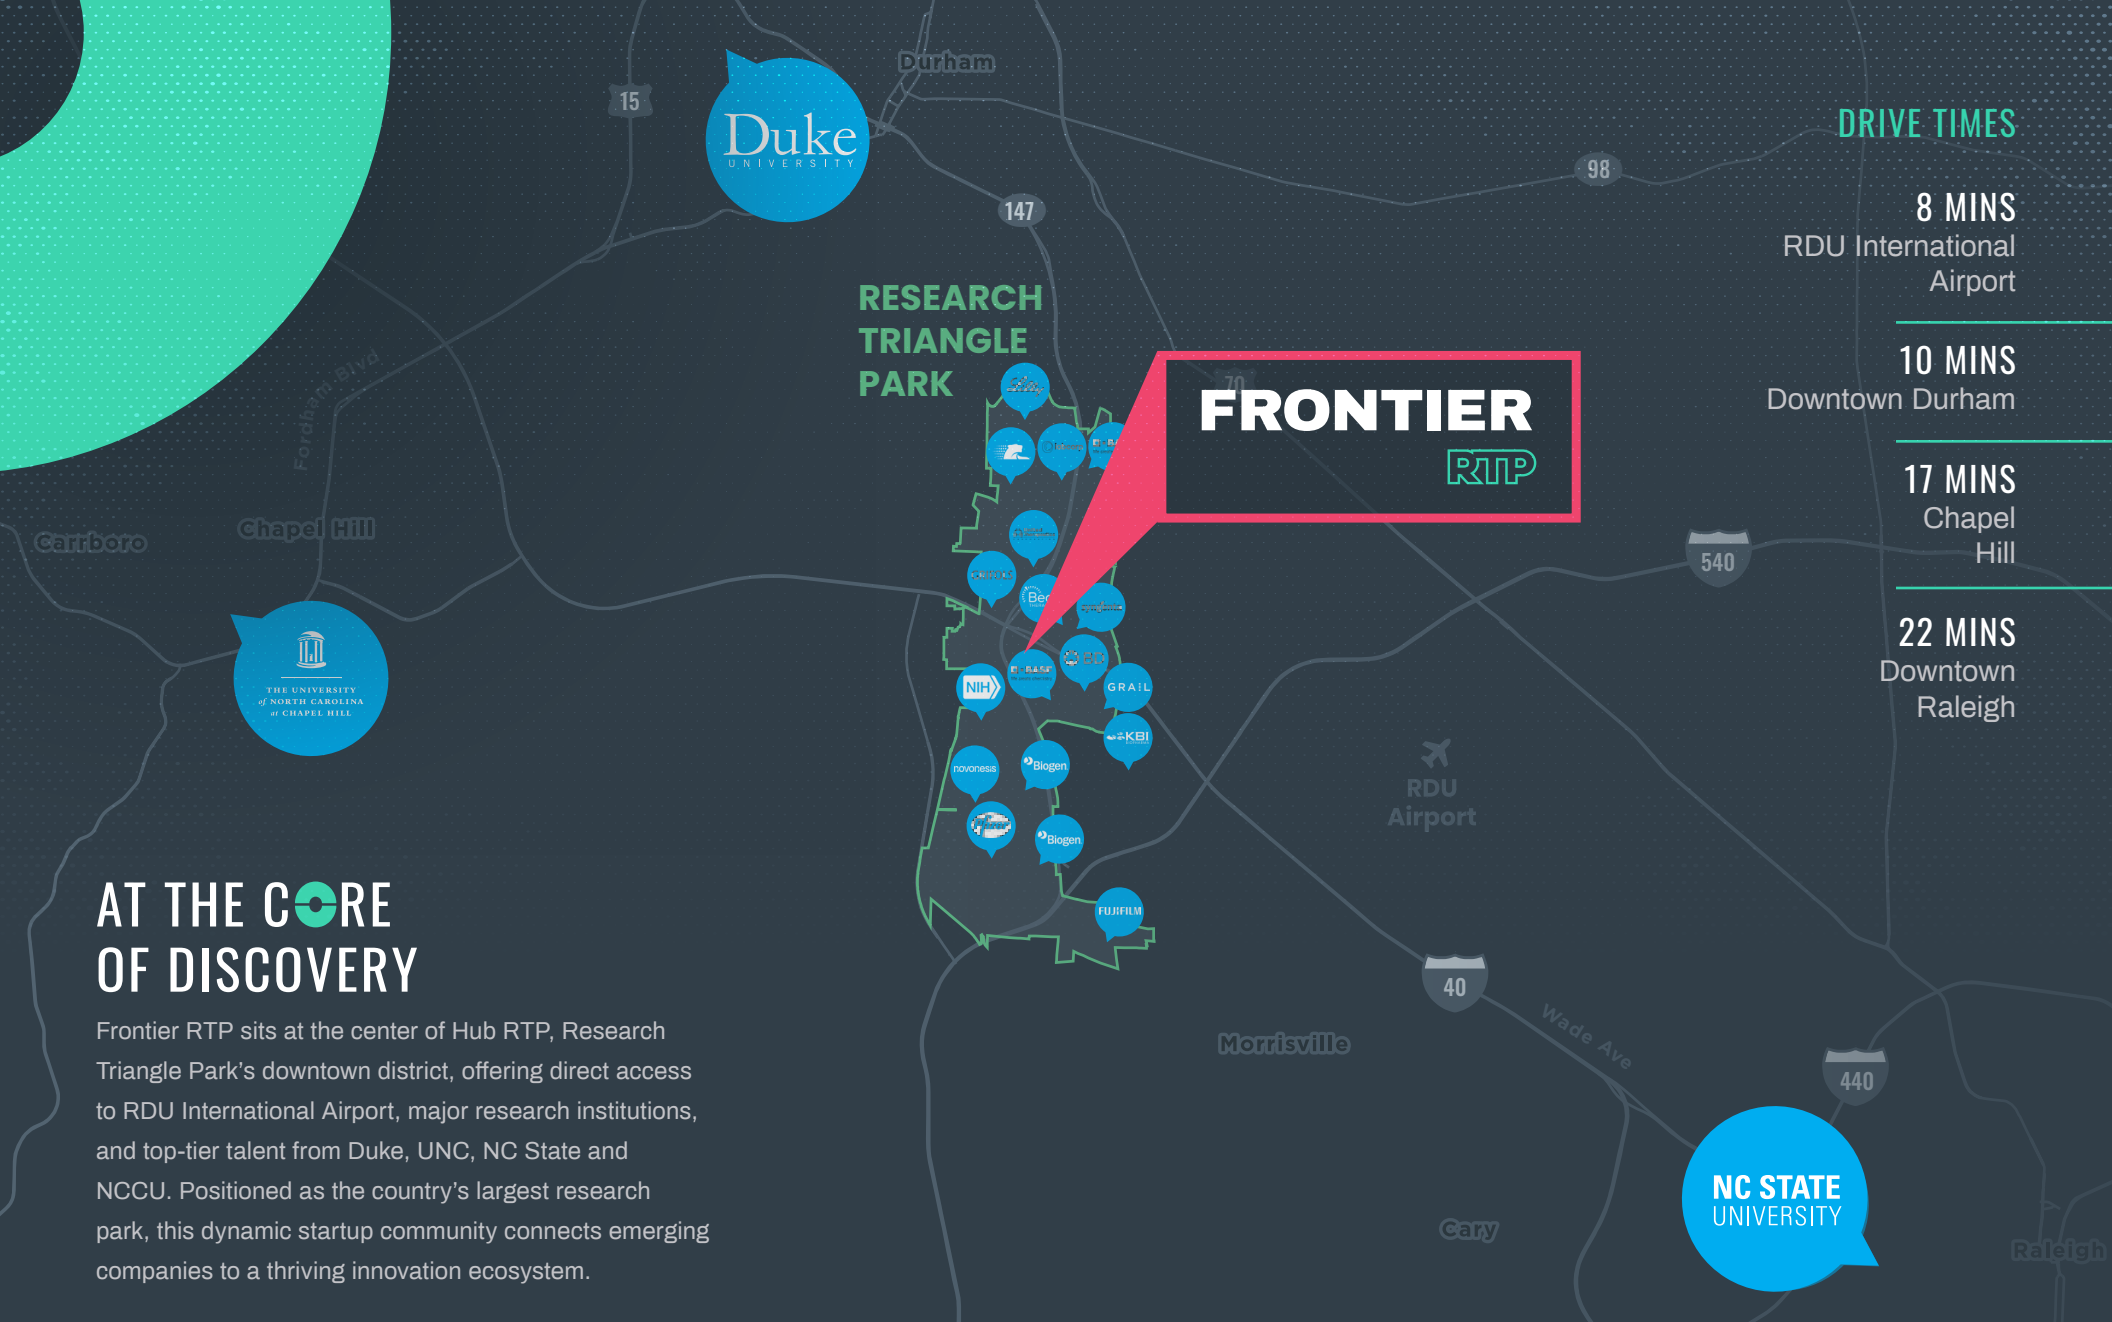 Durham
15
Duke
UNIVERSITY
98
147
DRIVE TIMES
8 MINS
RDU International
Airport
10 MINS
Downtown Durham
17 MINS
Chapel
Hill
22 MINS
Downtown
Raleigh
RESEARCH
TRIANGLE
PARK
70
FRONTIER
RTP
Fordham Blvd
Carrboro
Chapel Hill
540
THE UNIVERSITY
of NORTH CAROLINA
at CHAPEL HILL
syngenta
BD
NIH
GRAIL
KBI
novonesis
Biogen
Biogen
FUJIFILM
RDU
Airport
40
Wade Ave
Morrisville
440
Cary
NC STATE
UNIVERSITY
Raleigh
AT THE CORE
OF DISCOVERY
Frontier RTP sits at the center of Hub RTP, Research
Triangle Park’s downtown district, offering direct access
to RDU International Airport, major research institutions,
and top-tier talent from Duke, UNC, NC State and
NCCU. Positioned as the country’s largest research
park, this dynamic startup community connects emerging
companies to a thriving innovation ecosystem.